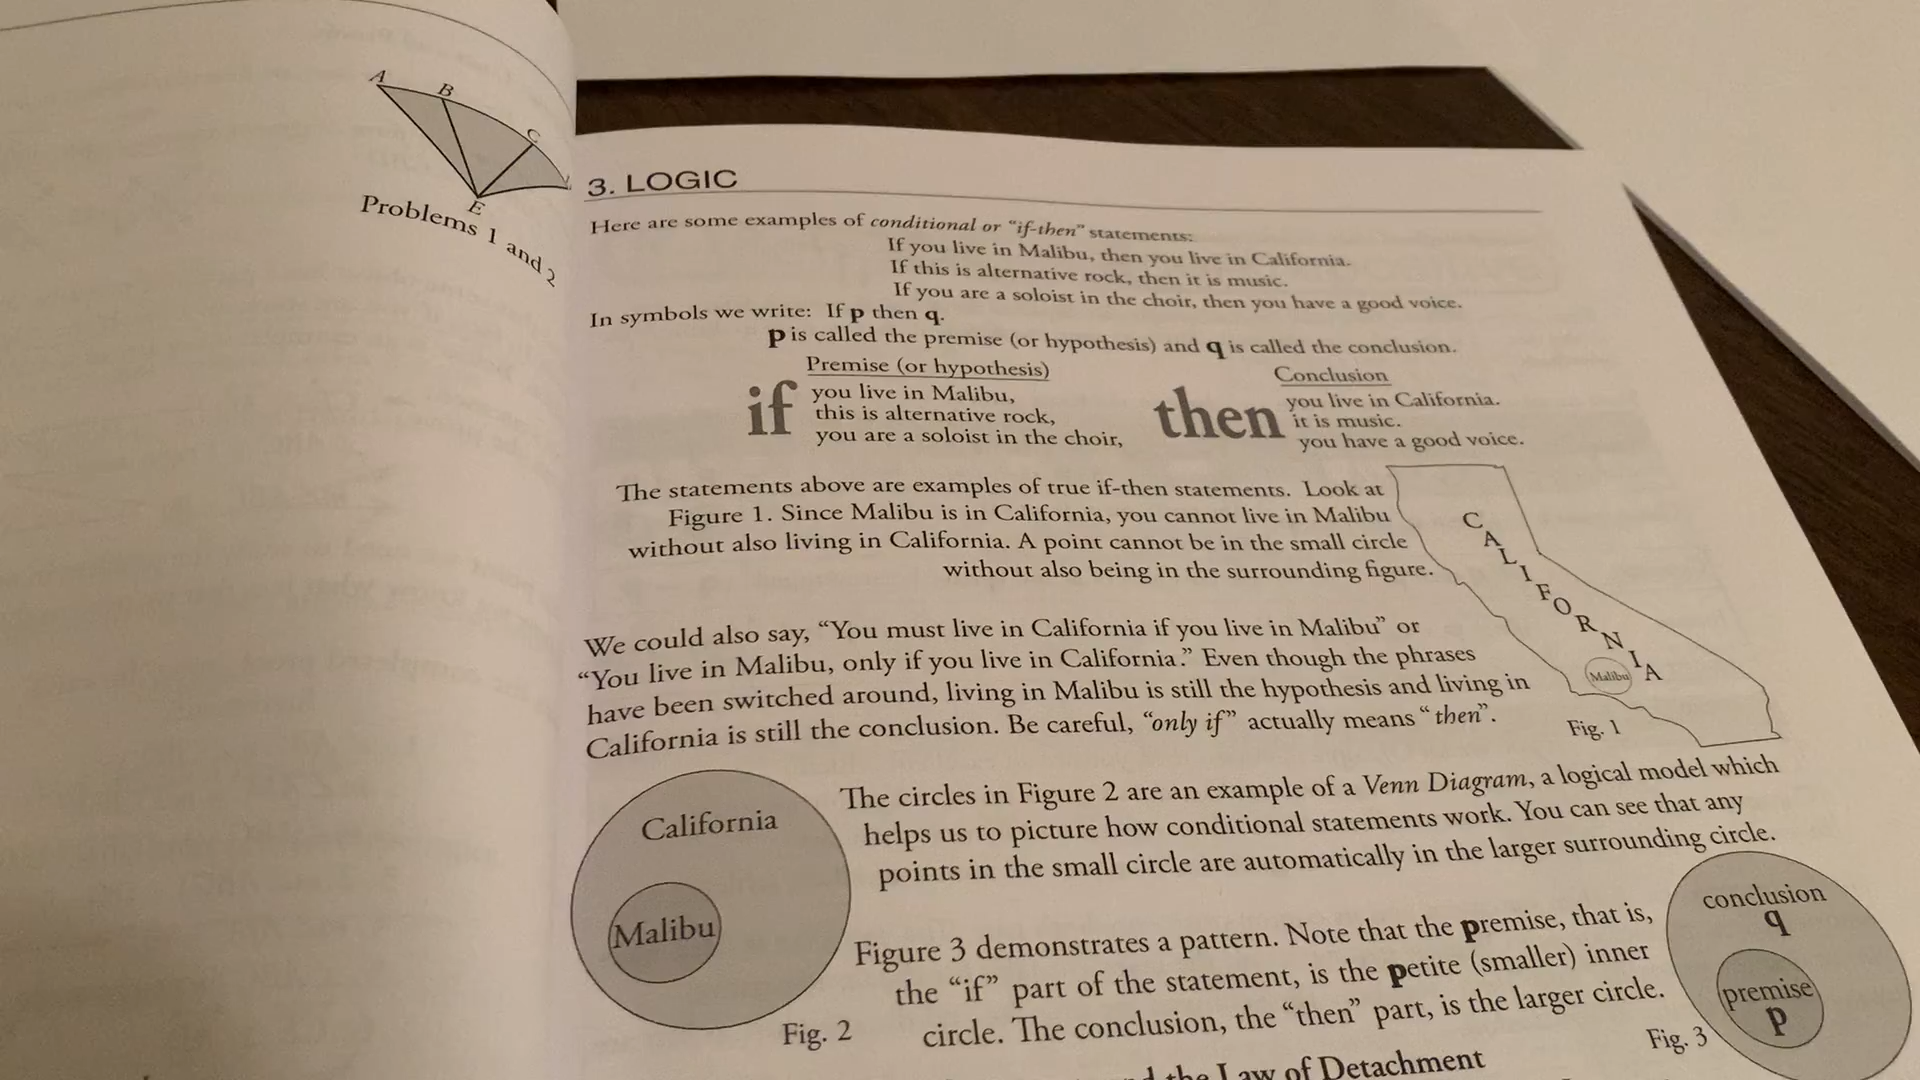 A
B
C
E
Problems 1 and 2
3. LOGIC
Here are some examples of conditional or “if-then” statements:
If you live in Malibu, then you live in California.
If this is alternative rock, then it is music.
If you are a soloist in the choir, then you have a good voice.
In symbols we write: If p then q.
p is called the premise (or hypothesis) and q is called the conclusion.
Premise (or hypothesis)
Conclusion
if
you live in Malibu,
this is alternative rock,
you are a soloist in the choir,
then
you live in California.
it is music.
you have a good voice.
The statements above are examples of true if-then statements. Look at
Figure 1. Since Malibu is in California, you cannot live in Malibu
without also living in California. A point cannot be in the small circle
without also being in the surrounding figure.
CALIFORNIA
Malibu
Fig. 1
We could also say, “You must live in California if you live in Malibu” or
“You live in Malibu, only if you live in California.” Even though the phrases
have been switched around, living in Malibu is still the hypothesis and living in
California is still the conclusion. Be careful, “only if” actually means “then”.
California
Malibu
Fig. 2
The circles in Figure 2 are an example of a Venn Diagram, a logical model which
helps us to picture how conditional statements work. You can see that any
points in the small circle are automatically in the larger surrounding circle.
Figure 3 demonstrates a pattern. Note that the premise, that is,
the “if” part of the statement, is the petite (smaller) inner
circle. The conclusion, the “then” part, is the larger circle.
conclusion
q
premise
p
Fig. 3
the Law of Detachment